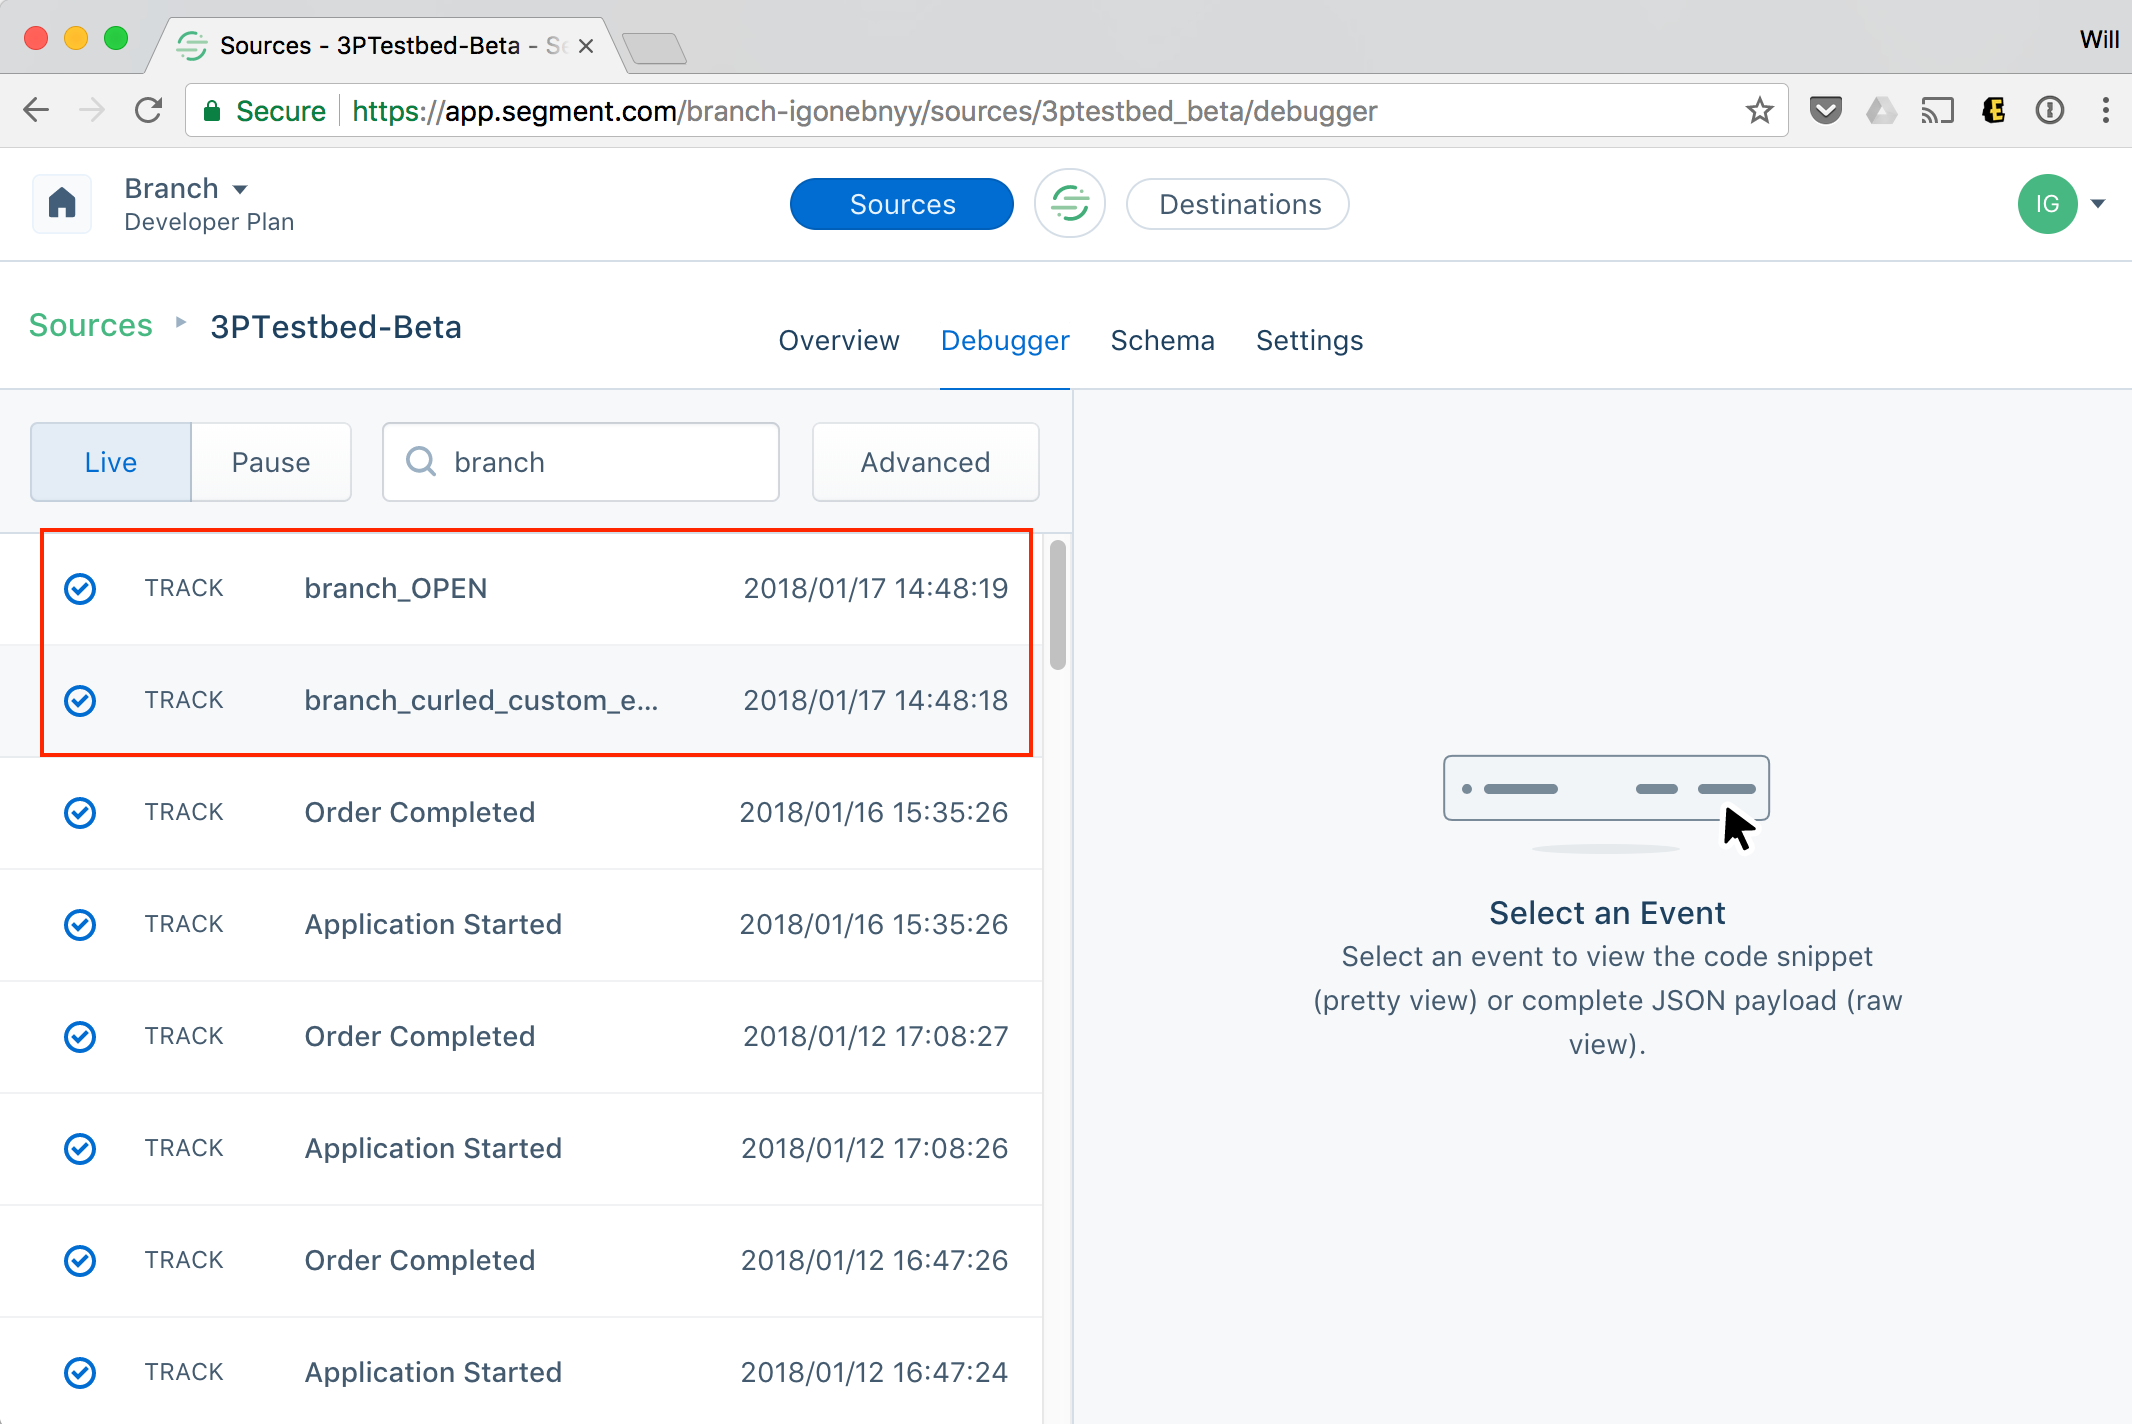 Sources - 3PTestbed-Beta - Se
Will
Secure https://app.segment.com/branch-igonebnyy/sources/3ptestbed_beta/debugger
Branch
Developer Plan
Sources
Destinations
IG
Sources 3PTestbed-Beta
Overview Debugger Schema Settings
Live Pause branch Advanced
TRACK branch_OPEN 2018/01/17 14:48:19
TRACK branch_curled_custom_e... 2018/01/17 14:48:18
TRACK Order Completed 2018/01/16 15:35:26
TRACK Application Started 2018/01/16 15:35:26
TRACK Order Completed 2018/01/12 17:08:27
TRACK Application Started 2018/01/12 17:08:26
TRACK Order Completed 2018/01/12 16:47:26
TRACK Application Started 2018/01/12 16:47:24
Select an Event
Select an event to view the code snippet
(pretty view) or complete JSON payload (raw
view).